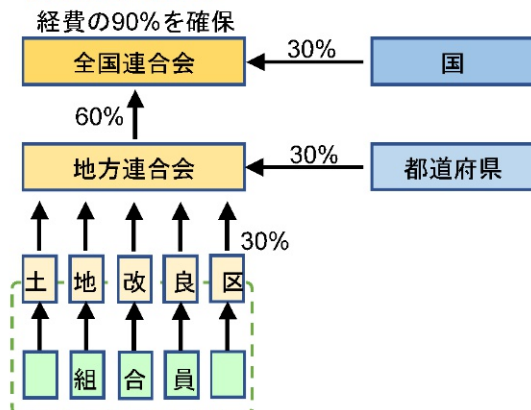 経費の90%を確保
全国連合会
30%
国
60%
地方連合会
30%
都道府県
30%
土地改良区
組合員